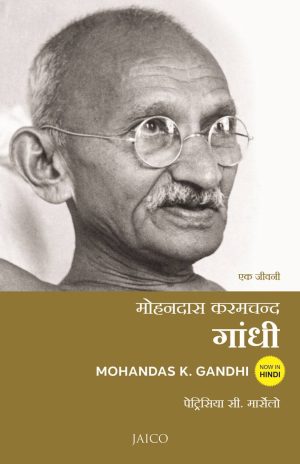 एक जीवनी
मोहनदास करमचन्द
गांधी
MOHANDAS K. GANDHI
NOW IN
HINDI
पेट्रिसिया सी. मार्सेलो
JAICO